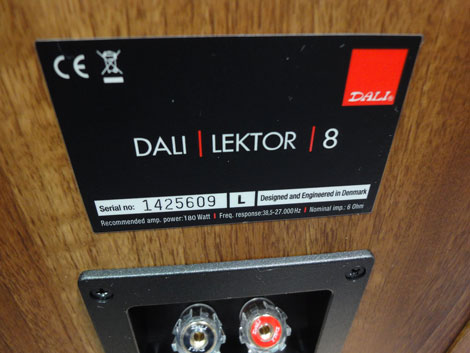 CE
DALI®
DALI | LEKTOR | 8
Serial no: 1425609 L Designed and Engineered in Denmark
Recommended amp. power: 180 Watt | Freq. response: 38,5-27.000 Hz | Nominal imp.: 6 Ohm